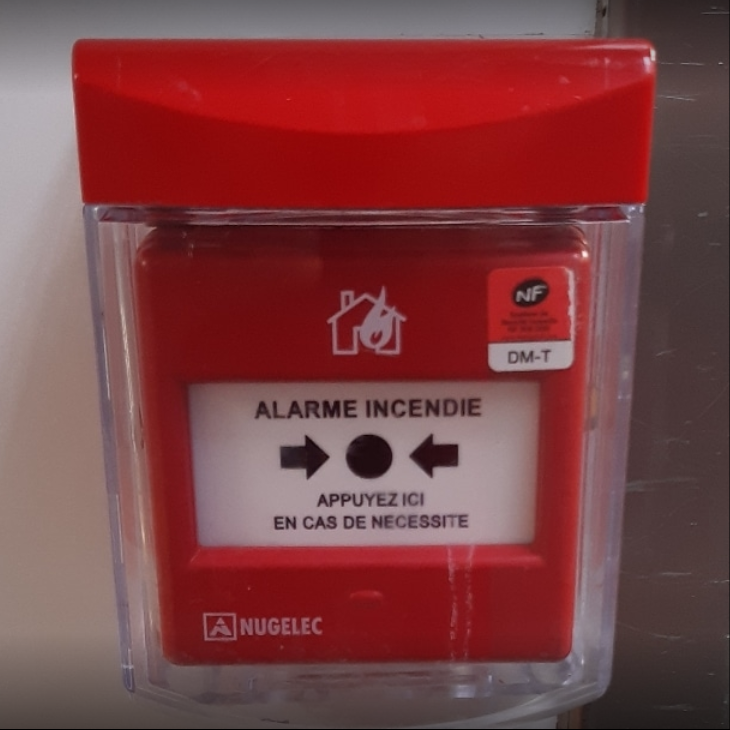 NF
DM-T
ALARME INCENDIE
APPUYEZ ICI
EN CAS DE NECESSITE
NUGELEC